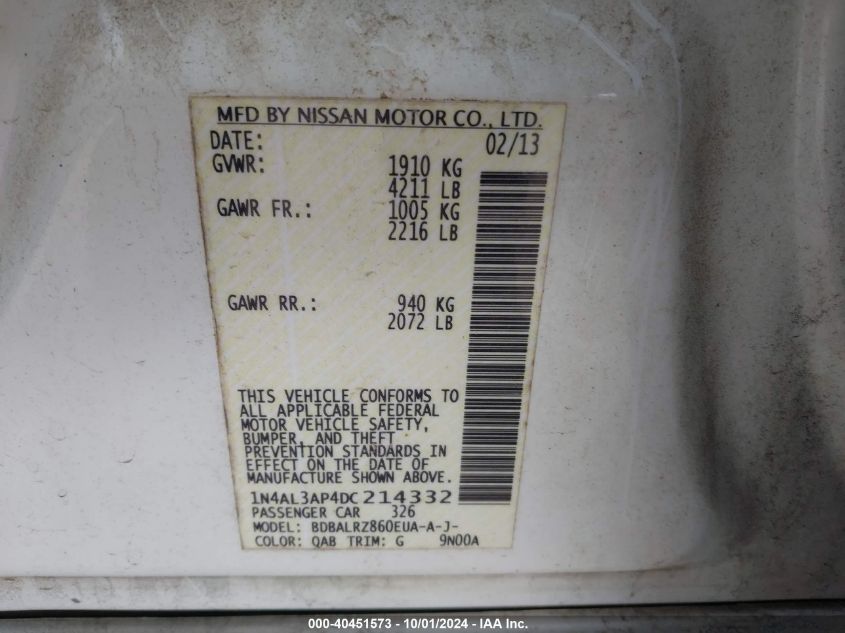 MFD BY NISSAN MOTOR CO., LTD.
DATE: 02/13
GVWR: 1910 KG
4211 LB
GAWR FR.: 1005 KG
2216 LB
GAWR RR.: 940 KG
2072 LB
THIS VEHICLE CONFORMS TO
ALL APPLICABLE FEDERAL
MOTOR VEHICLE SAFETY,
BUMPER, AND THEFT
PREVENTION STANDARDS IN
EFFECT ON THE DATE OF
MANUFACTURE SHOWN ABOVE.
1N4AL3AP4DC214332
PASSENGER CAR 326
MODEL: BDBALRZ860EUA-A-J-
COLOR: QAB TRIM: G 9N00A
000-40451573 - 10/01/2024 - IAA Inc.